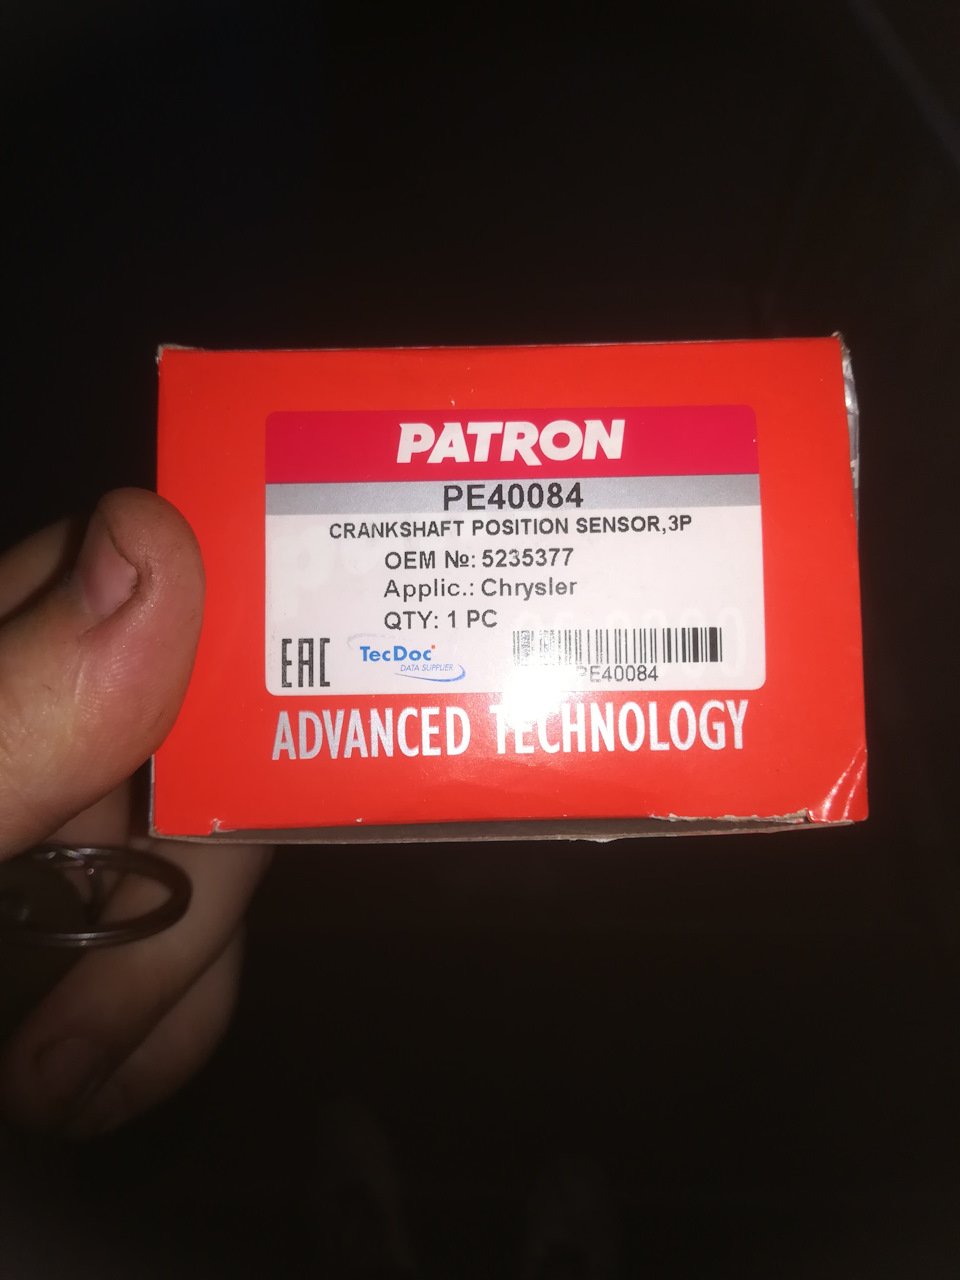 PATRON
PE40084
CRANKSHAFT POSITION SENSOR,3P
OEM №: 5235377
Applic.: Chrysler
QTY: 1 PC
EAC
TecDoc
DATA SUPPLIER
PE40084
ADVANCED TECHNOLOGY